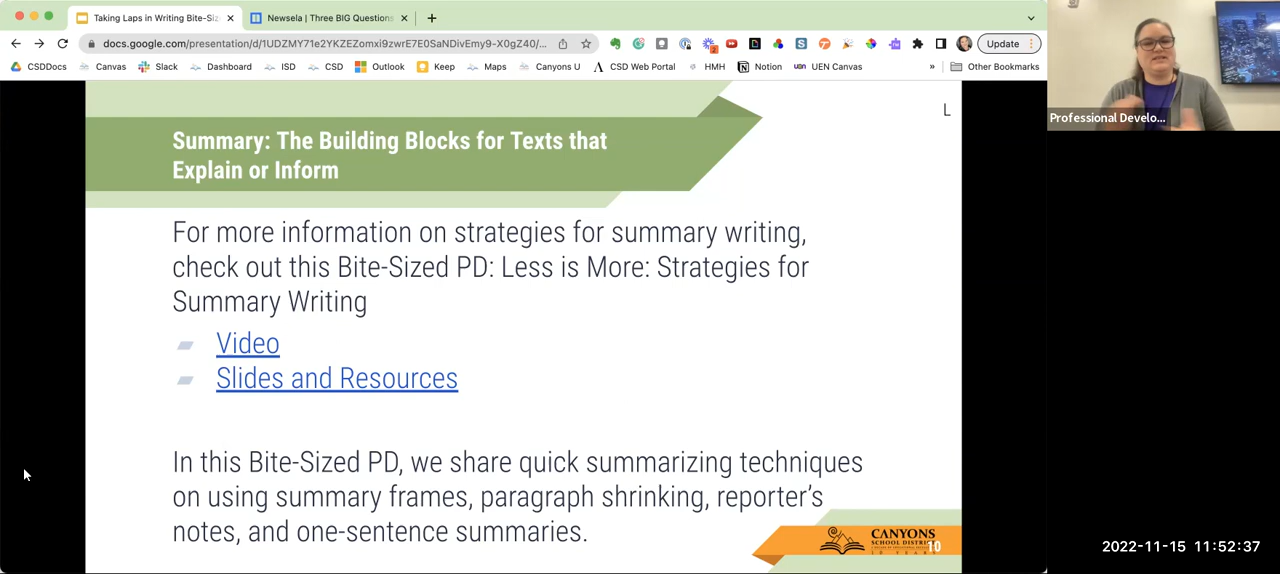 Taking Laps in Writing Bite-Siz
Newsela | Three BIG Questions
docs.google.com/presentation/d/1UDZMY71e2YKZEZomxi9zwrE7E0SaNDivEmy9-X0gZ40/...
Update
CSDDocs Canvas Slack Dashboard ISD CSD Outlook Keep Maps Canyons U CSD Web Portal HMH Notion UEN Canvas » Other Bookmarks
Professional Develo...
L
Summary: The Building Blocks for Texts that
Explain or Inform
For more information on strategies for summary writing,
check out this Bite-Sized PD: Less is More: Strategies for
Summary Writing
Video
Slides and Resources
In this Bite-Sized PD, we share quick summarizing techniques
on using summary frames, paragraph shrinking, reporter's
notes, and one-sentence summaries.
CANYONS
SCHOOL DISTRICT
10
2022-11-15 11:52:37